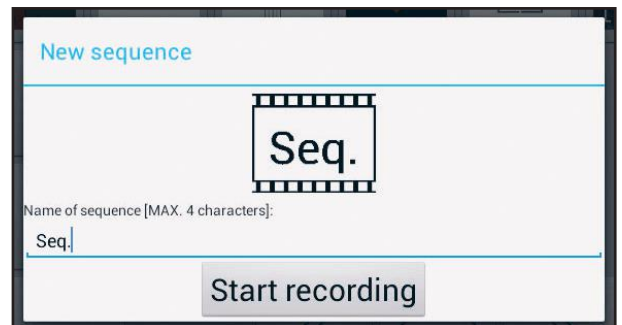 New sequence
Seq.
Name of sequence [MAX. 4 characters]:
Seq.
Start recording